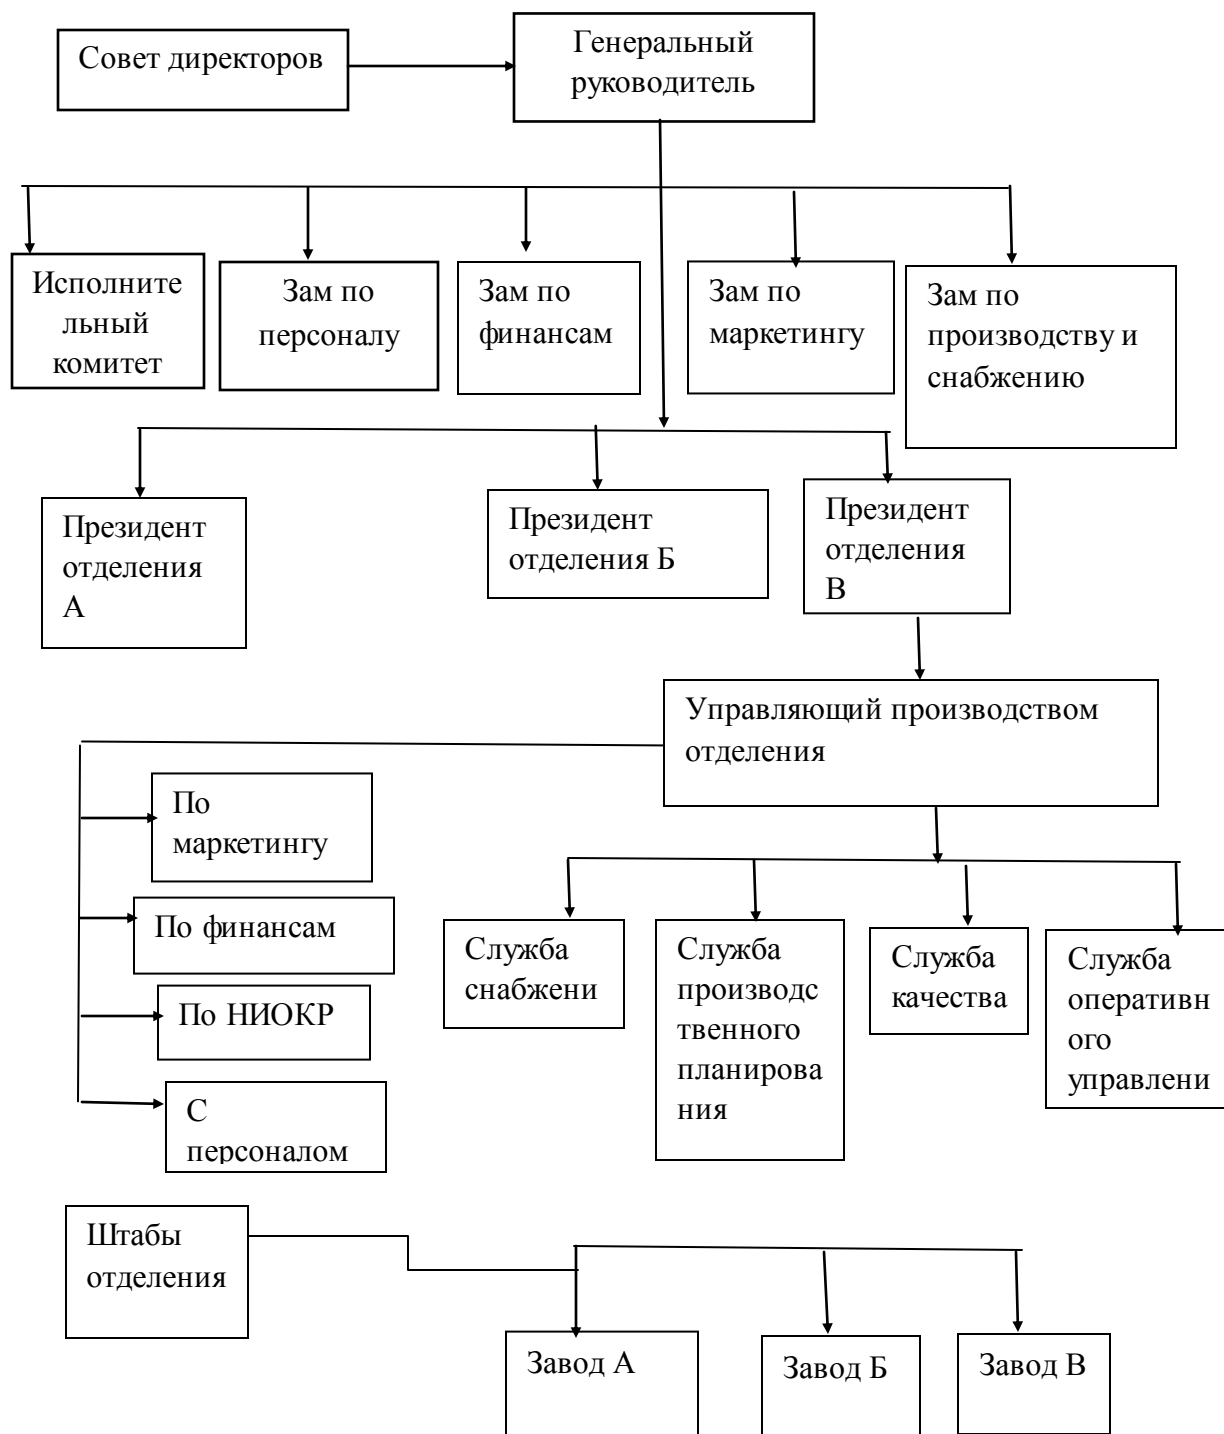 Совет директоров
Генеральный
руководитель
Исполните
льный
комитет
Зам по
персоналу
Зам по
финансам
Зам по
маркетингу
Зам по
производству и
снабжению
Президент
отделения
А
Президент
отделения Б
Президент
отделения
В
Управляющий производством
отделения
По
маркетингу
По финансам
По НИОКР
С
персоналом
Служба
снабжени
Служба
производс
твенного
планирова
ния
Служба
качества
Служба
оперативн
ого
управлени
Штабы
отделения
Завод А
Завод Б
Завод В